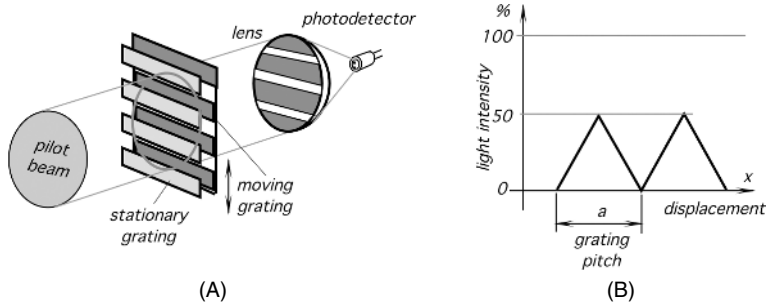 photodetector
lens
pilot
beam
moving
grating
stationary
grating
(A)
%
100
light intensity
50
0
x
displacement
a
grating
pitch
(B)